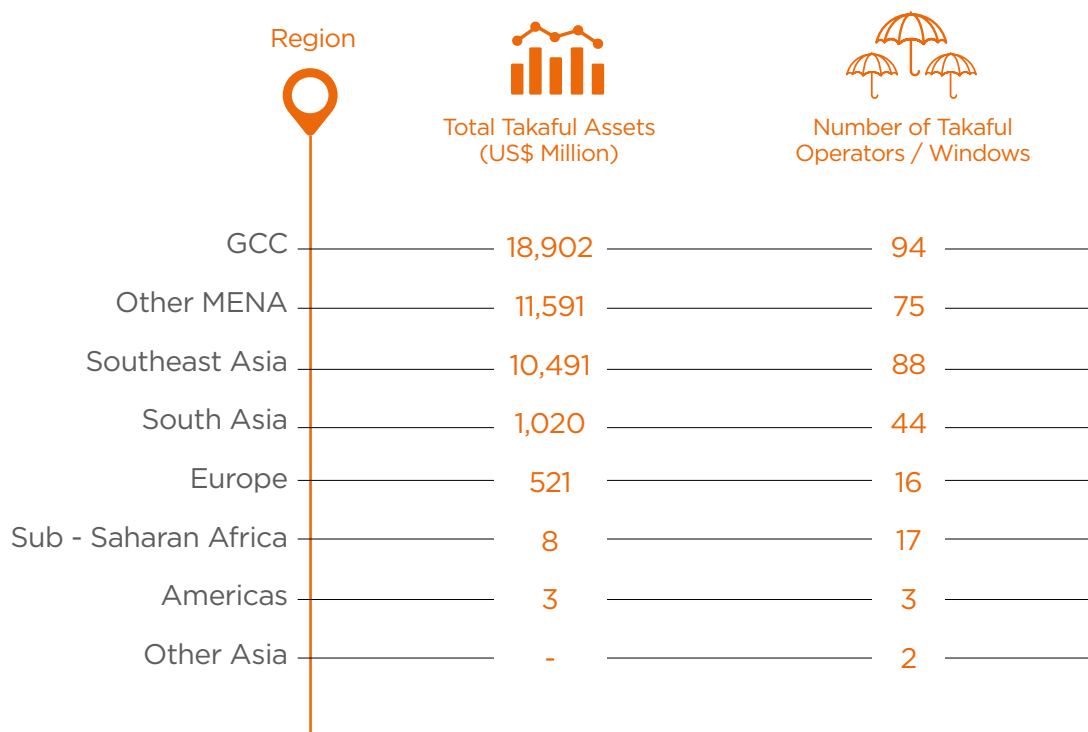 Region
Total Takaful Assets
(US$ Million)
Number of Takaful
Operators / Windows
GCC 18,902 94
Other MENA 11,591 75
Southeast Asia 10,491 88
South Asia 1,020 44
Europe 521 16
Sub - Saharan Africa 8 17
Americas 3 3
Other Asia - 2